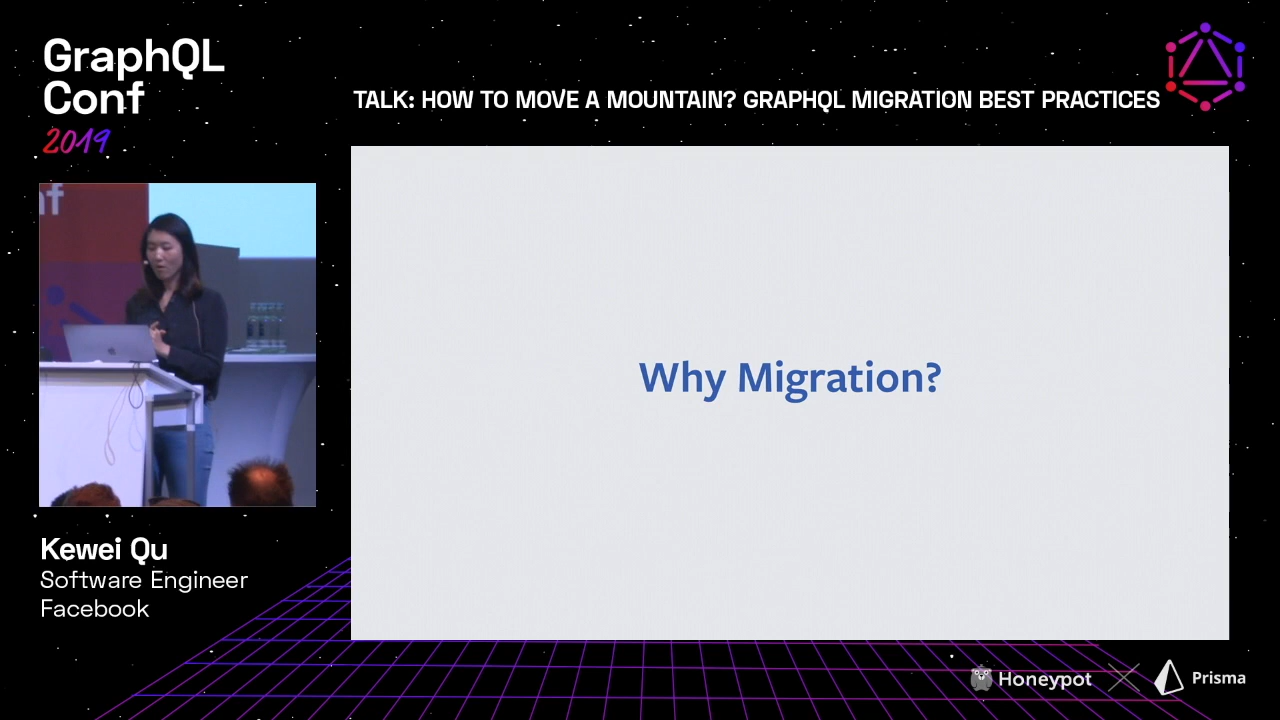 GraphQL
Conf
2019
TALK: HOW TO MOVE A MOUNTAIN? GRAPHQL MIGRATION BEST PRACTICES
nf
Why Migration?
Kewei Qu
Software Engineer
Facebook
Honeypot
Prisma